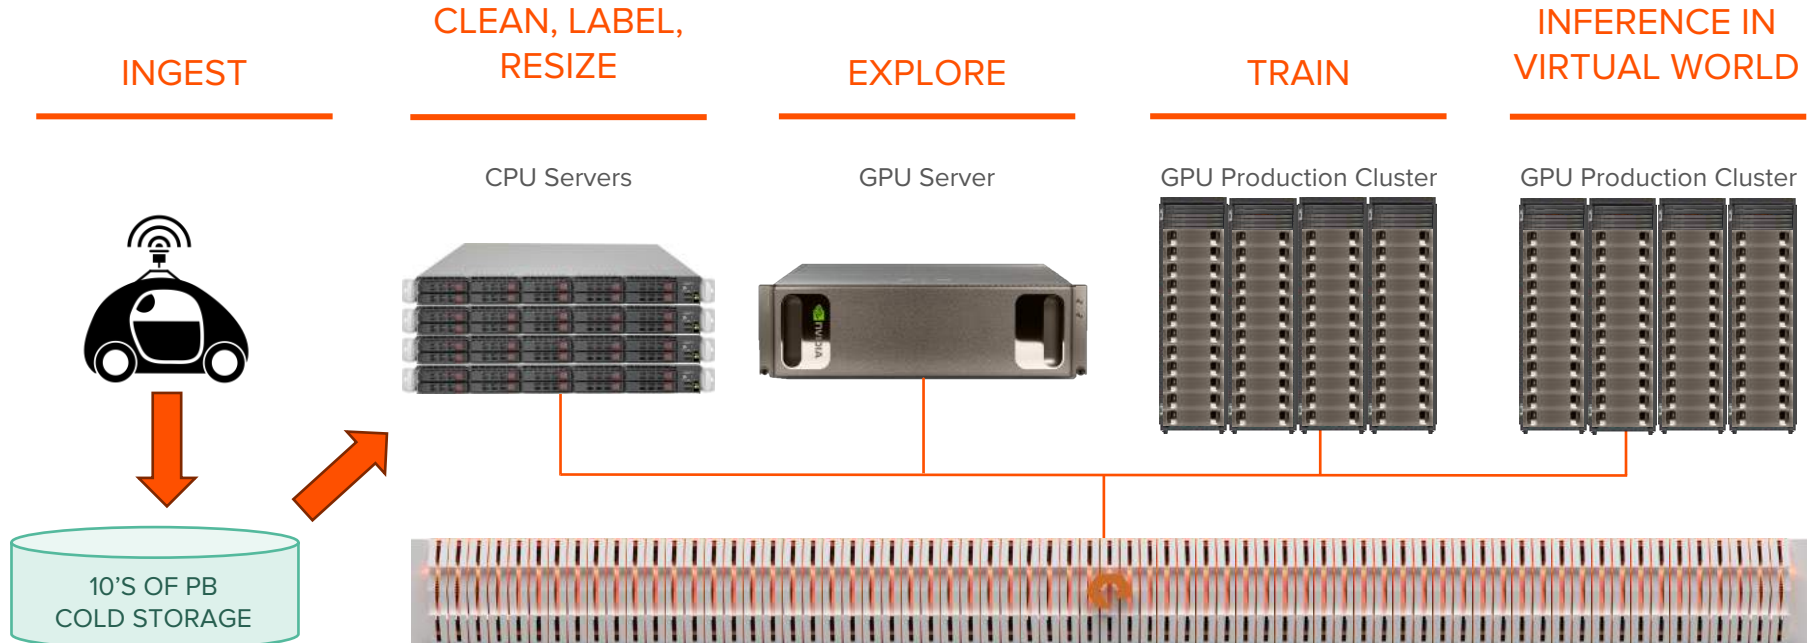 INGEST
CLEAN, LABEL,
RESIZE
EXPLORE
TRAIN
INFERENCE IN
VIRTUAL WORLD
CPU Servers
GPU Server
GPU Production Cluster
GPU Production Cluster
NVIDIA
10'S OF PB
COLD STORAGE